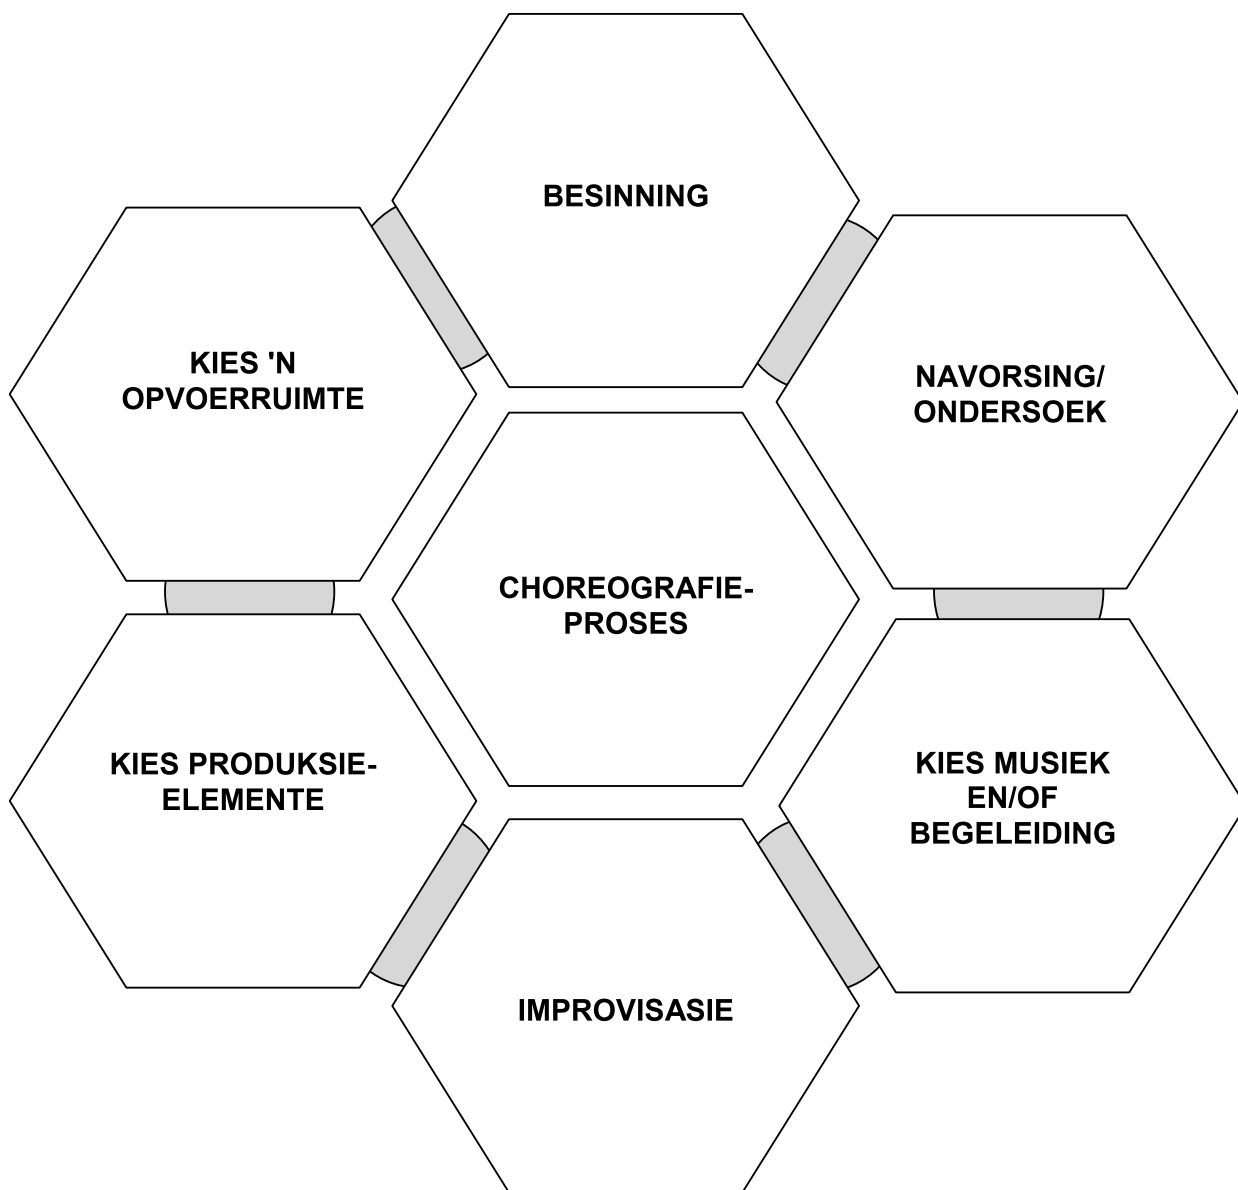 BESINNING
KIES 'N
OPVOERRUIMTE
NAVORSING/
ONDERSOEK
CHOREOGRAFIE-
PROSES
KIES PRODUKSIE-
ELEMENTE
KIES MUSIEK
EN/OF
BEGELEIDING
IMPROVISASIE